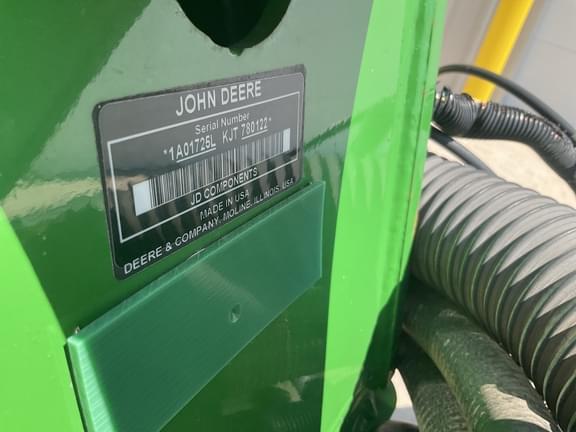 JOHN DEERE
Serial Number
*1A01725L KJT 780122*
JD COMPONENTS
MADE IN USA
DEERE & COMPANY, MOLINE, ILLINOIS, USA